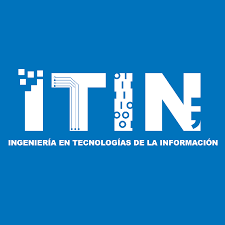 ITIN
INGENIERÍA EN TECNOLOGÍAS DE LA INFORMACIÓN